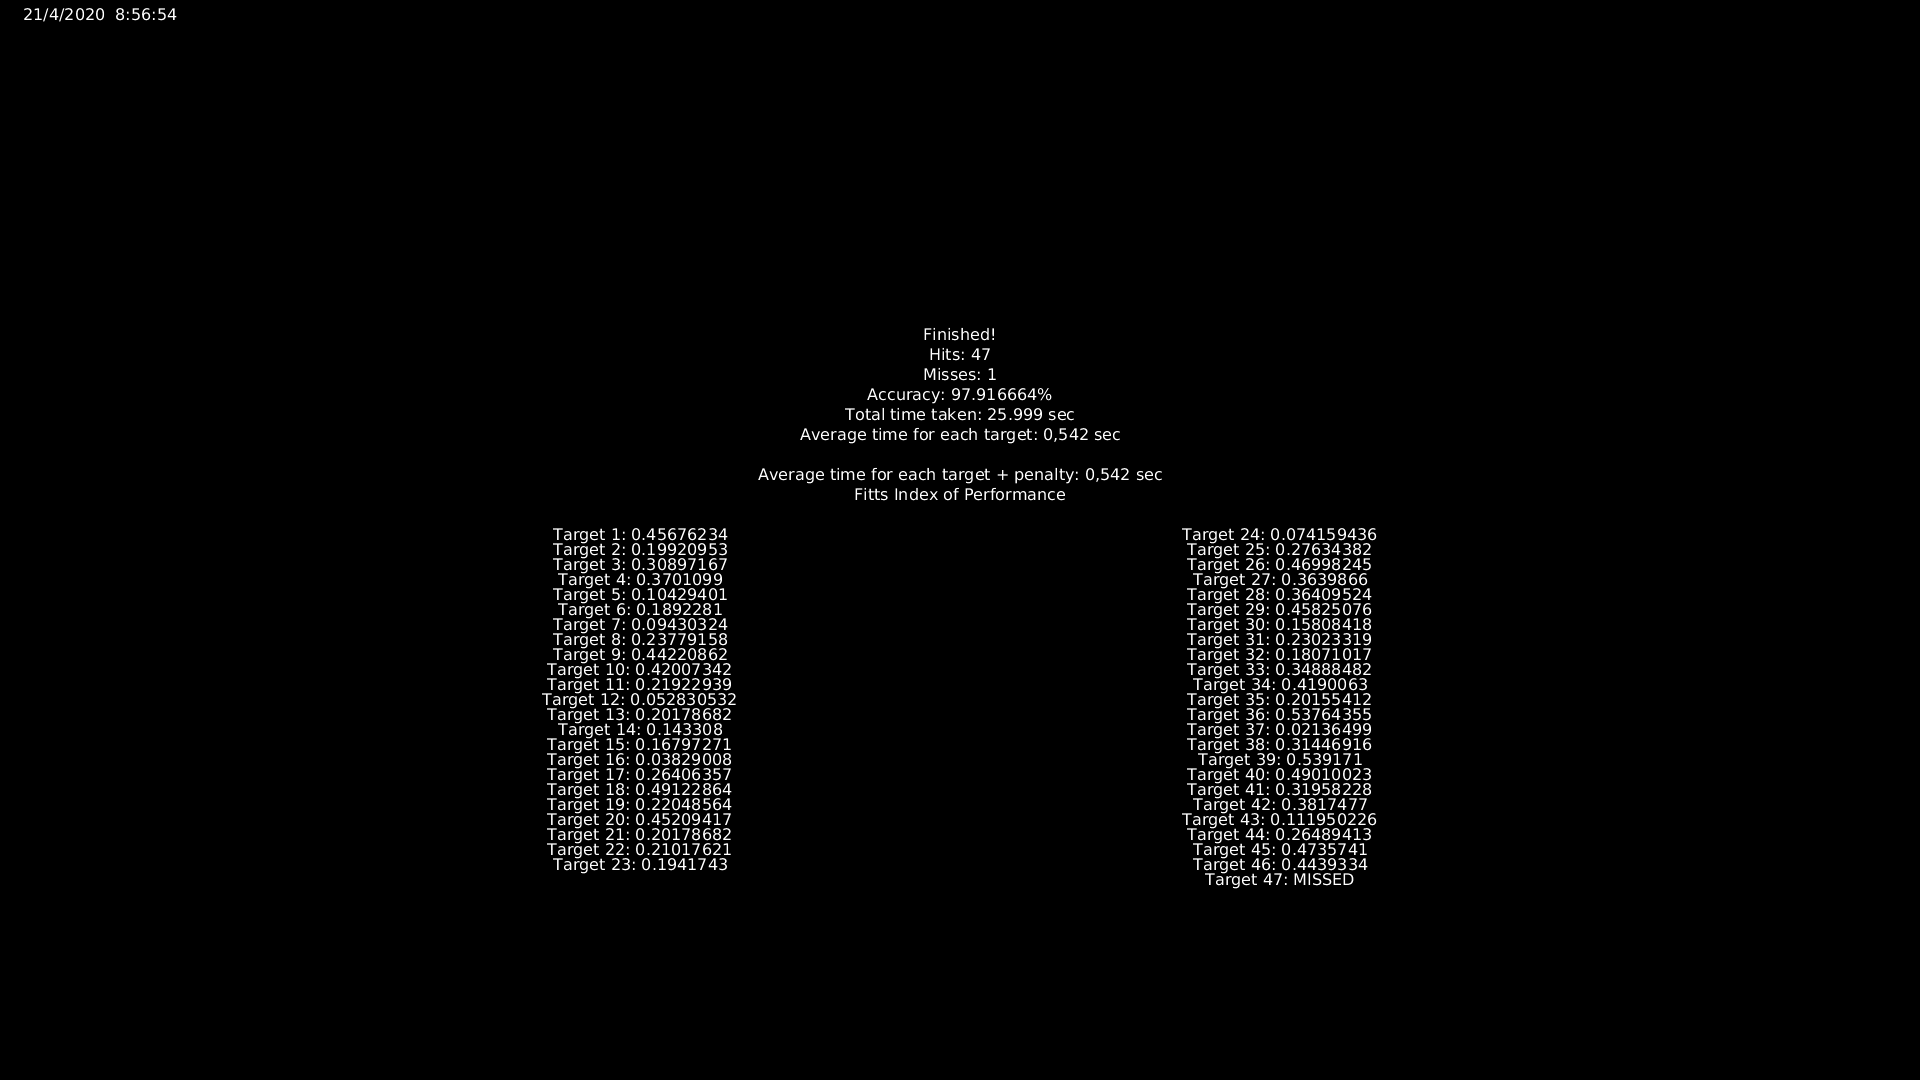 21/4/2020  8:56:54
Finished!
Hits: 47
Misses: 1
Accuracy: 97.916664%
Total time taken: 25.999 sec
Average time for each target: 0,542 sec
Average time for each target + penalty: 0,542 sec
Fitts Index of Performance
Target 1: 0.45676234
Target 2: 0.19920953
Target 3: 0.30897167
Target 4: 0.3701099
Target 5: 0.10429401
Target 6: 0.1892281
Target 7: 0.09430324
Target 8: 0.23779158
Target 9: 0.44220862
Target 10: 0.42007342
Target 11: 0.21922939
Target 12: 0.052830532
Target 13: 0.20178682
Target 14: 0.143308
Target 15: 0.16797271
Target 16: 0.03829008
Target 17: 0.26406357
Target 18: 0.49122864
Target 19: 0.22048564
Target 20: 0.45209417
Target 21: 0.20178682
Target 22: 0.21017621
Target 23: 0.1941743
Target 24: 0.074159436
Target 25: 0.27634382
Target 26: 0.46998245
Target 27: 0.3639866
Target 28: 0.36409524
Target 29: 0.45825076
Target 30: 0.15808418
Target 31: 0.23023319
Target 32: 0.18071017
Target 33: 0.34888482
Target 34: 0.4190063
Target 35: 0.20155412
Target 36: 0.53764355
Target 37: 0.02136499
Target 38: 0.31446916
Target 39: 0.539171
Target 40: 0.49010023
Target 41: 0.31958228
Target 42: 0.3817477
Target 43: 0.111950226
Target 44: 0.26489413
Target 45: 0.4735741
Target 46: 0.4439334
Target 47: MISSED